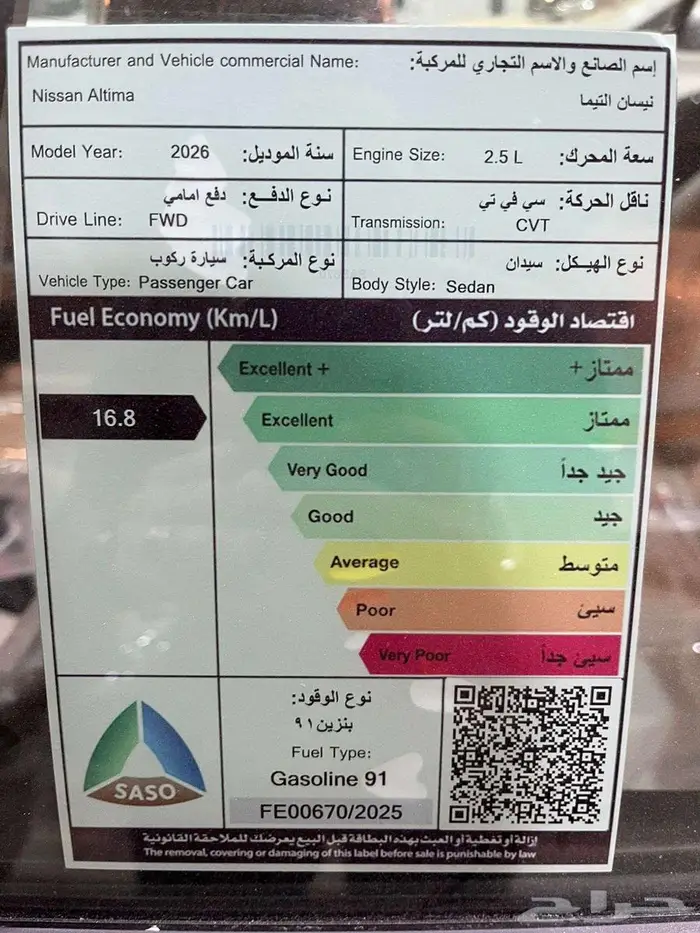 Manufacturer and Vehicle commercial Name: إسم الصانع والاسم التجاري للمركبة:
Nissan Altima نيسان التيما
Model Year: 2026 سنة الموديل: Engine Size: 2.5 L سعة المحرك:
نوع الدفع: دفع امامي ناقل الحركة: سي في تي
Drive Line: FWD Transmission: CVT
نوع المركبة: سيارة ركوب نوع الهيكل: سيدان
Vehicle Type: Passenger Car Body Style: Sedan
Fuel Economy (Km/L) اقتصاد الوقود (كم/لتر)
Excellent + ممتاز+
16.8 Excellent ممتاز
Very Good جيد جداً
Good جيد
Average متوسط
Poor سيئ
Very Poor سيئ جداً
نوع الوقود:
بنزين ٩١
Fuel Type:
Gasoline 91
SASO
FE00670/2025
إزالة أو تغطية أو العبث بهذه البطاقة قبل البيع يعرضك للملاحقة القانونية
The removal, covering or damaging of this label before sale is punishable by law
حراج